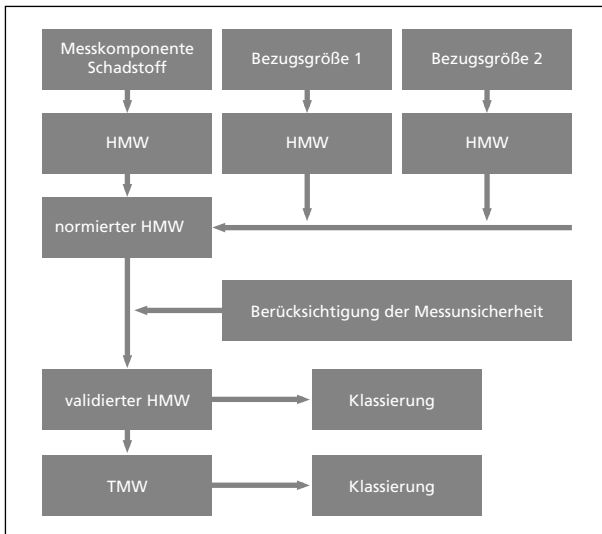 Messkomponente
Schadstoff
Bezugsgröße 1
Bezugsgröße 2
HMW
HMW
HMW
normierter HMW
Berücksichtigung der Messunsicherheit
validierter HMW
Klassierung
TMW
Klassierung